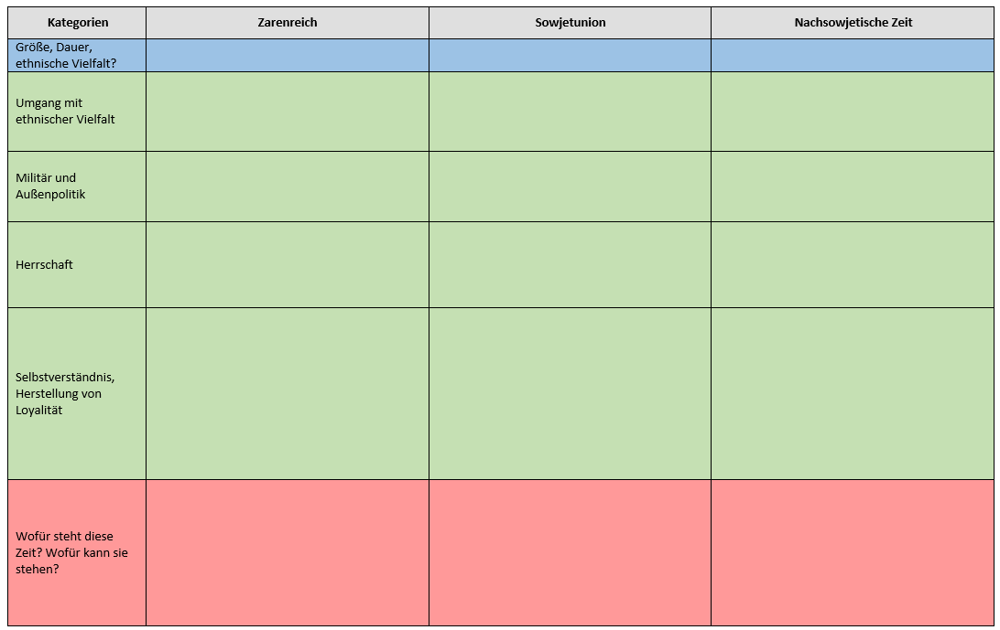 Kategorien
Zarenreich
Sowjetunion
Nachsowjetische Zeit
Größe, Dauer,
ethnische Vielfalt?
Umgang mit
ethnischer Vielfalt
Militär und
Außenpolitik
Herrschaft
Selbstverständnis,
Herstellung von
Loyalität
Wofür steht diese
Zeit? Wofür kann sie
stehen?